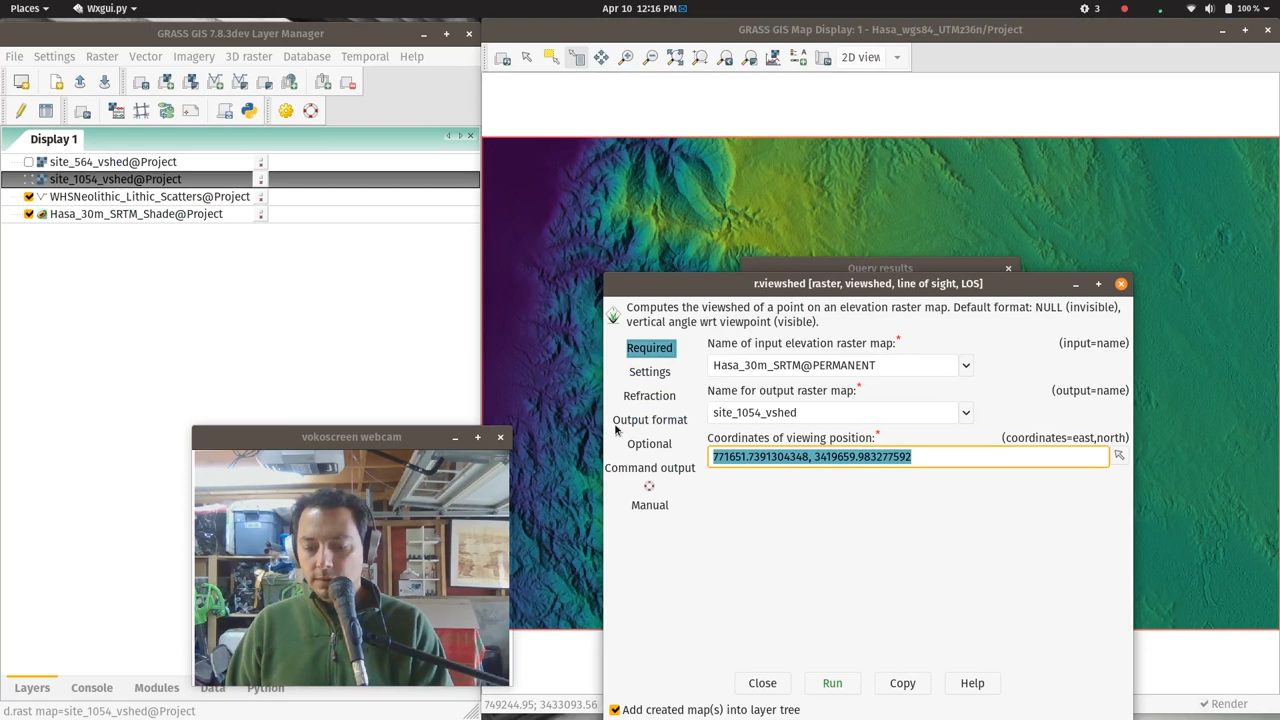 Places
Wxgui.py
Apr 10 12:16 PM
3
100 %
GRASS GIS 7.8.3dev Layer Manager
GRASS GIS Map Display: 1 - Hasa_wgs84_UTMz36n/Project
File Settings Raster Vector Imagery 3D raster Database Temporal Help
2D view
Display 1
site_564_vshed@Project
site_1054_vshed@Project
WHSNeolithic_Lithic_Scatters@Project
Hasa_30m_SRTM_Shade@Project
Query results
r.viewshed [raster, viewshed, line of sight, LOS]
Computes the viewshed of a point on an elevation raster map. Default format: NULL (invisible),
vertical angle wrt viewpoint (visible).
Required
Settings
Refraction
Output format
Optional
Command output
Manual
Name of input elevation raster map:* (input=name)
Hasa_30m_SRTM@PERMANENT
Name for output raster map:* (output=name)
site_1054_vshed
Coordinates of viewing position:* (coordinates=east,north)
771651.7391304348, 3419659.983277592
vokoscreen webcam
Close Run Copy Help
Add created map(s) into layer tree
Layers Console Modules Data Python
d.rast map=site_1054_vshed@Project
749244.95; 3433093.56
Render